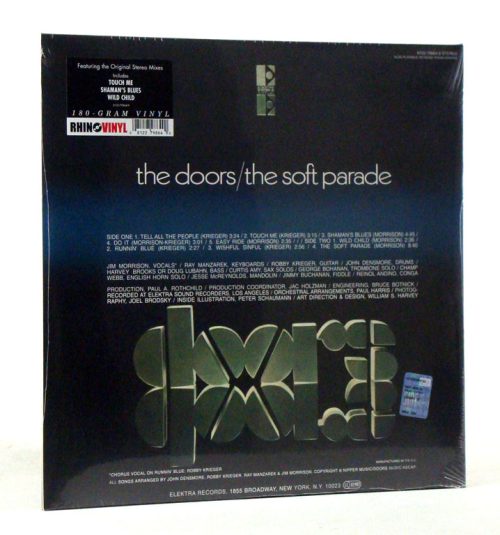 Featuring the Original Stereo Mixes
Includes
TOUCH ME
SHAMAN'S BLUES
WILD CHILD
180-GRAM VINYL
RHINO VINYL
the doors/the soft parade
SIDE ONE 1. TELL ALL THE PEOPLE (KRIEGER) 3:24 / 2. TOUCH ME (KRIEGER) 3:15 / 3. SHAMAN'S BLUES (MORRISON) 4:45 /
4. DO IT (MORRISON-KRIEGER) 3:01 / 5. EASY RIDE (MORRISON) 2:35 / / / SIDE TWO 1. WILD CHILD (MORRISON) 2:36 /
2. RUNNIN' BLUE (KRIEGER) 2:27 / 3. WISHFUL SINFUL (KRIEGER) 2:56 / 4. THE SOFT PARADE (MORRISON) 8:40
JIM MORRISON, VOCALS* / RAY MANZAREK, KEYBOARDS / ROBBY KRIEGER, GUITAR / JOHN DENSMORE, DRUMS /
HARVEY BROOKS OR DOUG LUBAHN, BASS / CURTIS AMY, SAX SOLOS / GEORGE BOHANAN, TROMBONE SOLO / CHAMP
WEBB, ENGLISH HORN SOLO / JESSE McREYNOLDS, MANDOLIN / JIMMY BUCHANAN, FIDDLE / REINOL ANDINO, CONGA
PRODUCTION, PAUL A. ROTHCHILD / PRODUCTION COORDINATOR, JAC HOLZMAN / ENGINEERING, BRUCE BOTNICK /
RECORDED AT ELEKTRA SOUND RECORDERS, LOS ANGELES / ORCHESTRAL ARRANGEMENTS, PAUL HARRIS / PHOTOG-
RAPHY, JOEL BRODSKY / INSIDE ILLUSTRATION, PETER SCHAUMANN / ART DIRECTION & DESIGN, WILLIAM S. HARVEY
DOORS
*CHORUS VOCAL ON RUNNIN' BLUE, ROBBY KRIEGER
ALL SONGS ARRANGED BY JOHN DENSMORE, ROBBY KRIEGER, RAY MANZAREK & JIM MORRISON. COPYRIGHT © NIPPER MUSIC/DOORS MUSIC ASCAP.
ELEKTRA RECORDS, 1855 BROADWAY, NEW YORK, N.Y. 10023